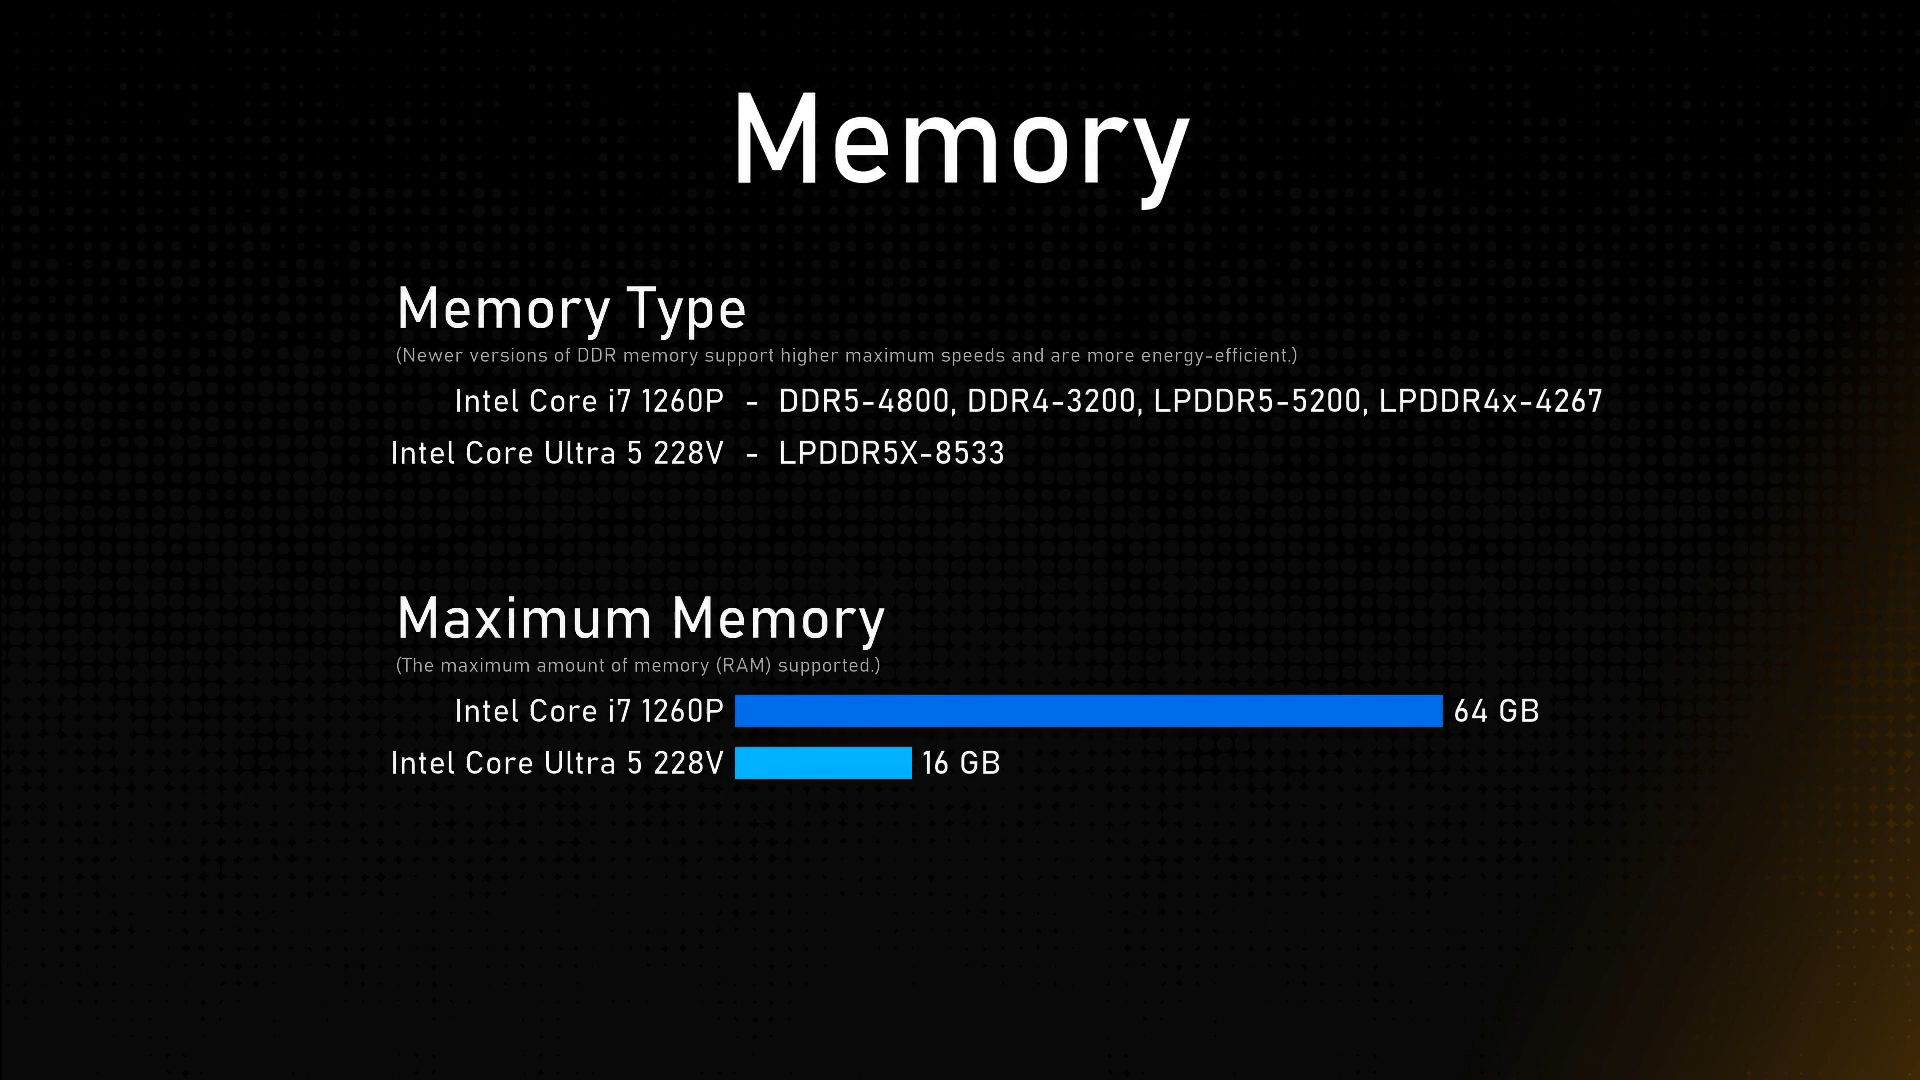 Memory
Memory Type
(Newer versions of DDR memory support higher maximum speeds and are more energy-efficient.)
Intel Core i7 1260P - DDR5-4800, DDR4-3200, LPDDR5-5200, LPDDR4x-4267
Intel Core Ultra 5 228V - LPDDR5X-8533
Maximum Memory
(The maximum amount of memory (RAM) supported.)
Intel Core i7 1260P 64 GB
Intel Core Ultra 5 228V 16 GB